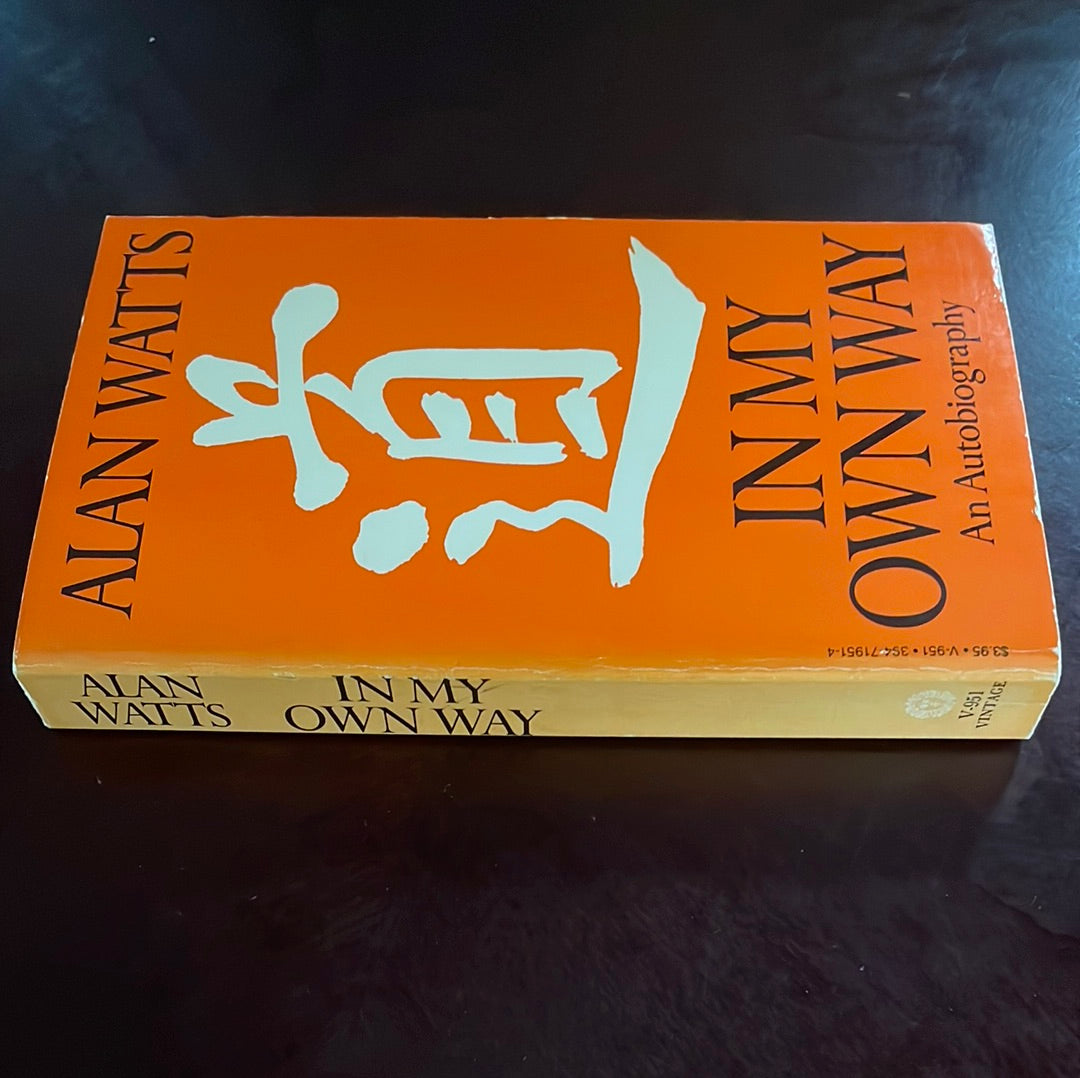 ALAN WATTS
道
IN MY
OWN WAY
An Autobiography
$3.95 • V-951 • 394-71951-4
ALAN
WATTS
IN MY
OWN WAY
V-951
VINTAGE